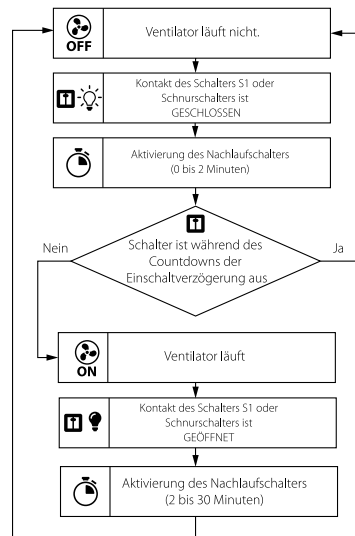 OFF
Ventilator läuft nicht.
Kontakt des Schalters S1 oder
Schnurschalters ist
GESCHLOSSEN
Aktivierung des Nachlaufschalters
(0 bis 2 Minuten)
Nein
Schalter ist während des
Countdowns der
Einschaltverzögerung aus
Ja
ON
Ventilator läuft
Kontakt des Schalters S1 oder
Schnurschalters ist
GEÖFFNET
Aktivierung des Nachlaufschalters
(2 bis 30 Minuten)